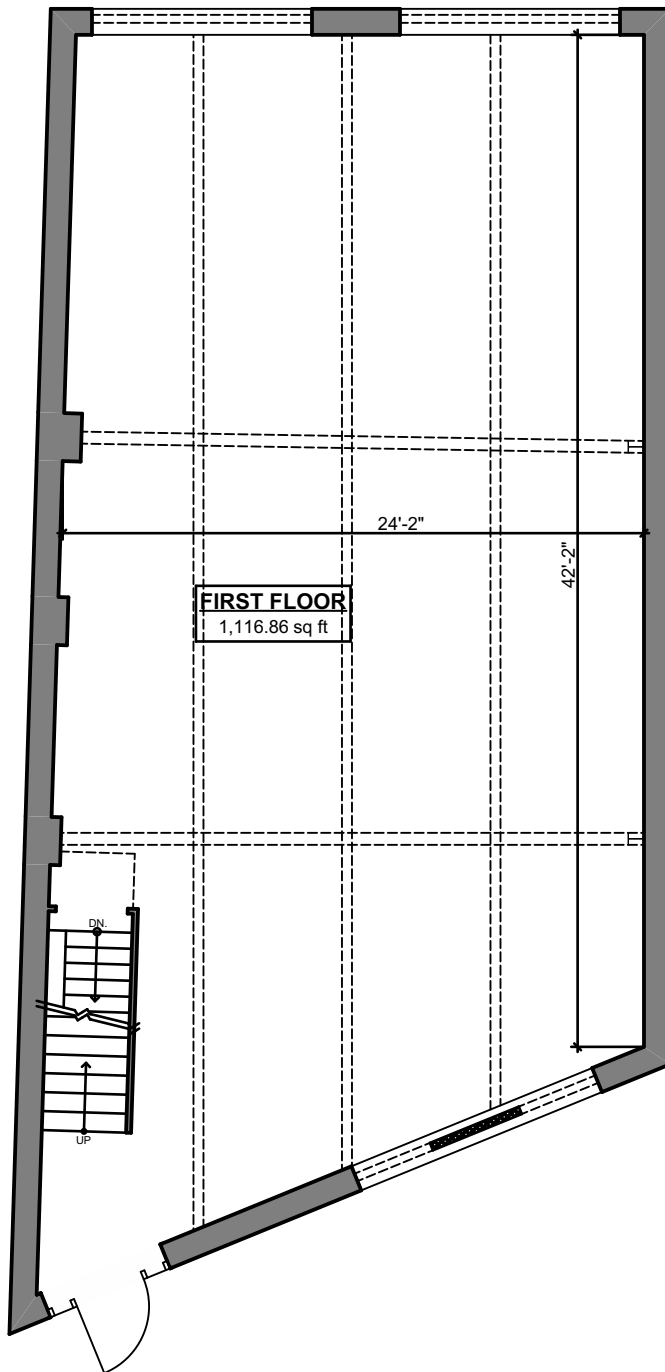 24'-2"
42'-2"
FIRST FLOOR
1,116.86 sq ft
DN.
UP